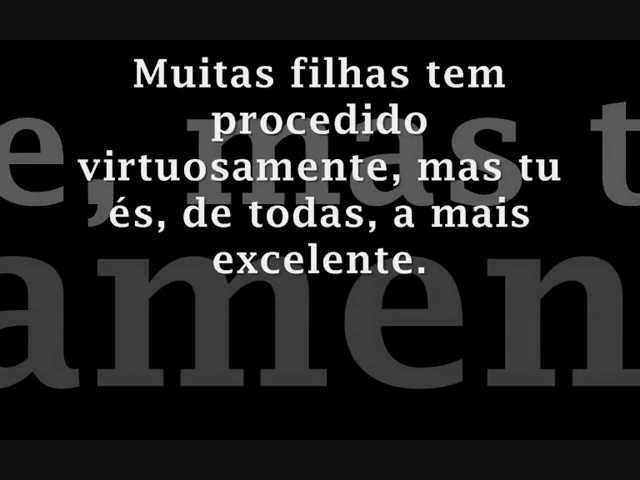 Muitas filhas tem
procedido
virtuosamente, mas tu
és, de todas, a mais
excelente.
e, mas t
amen